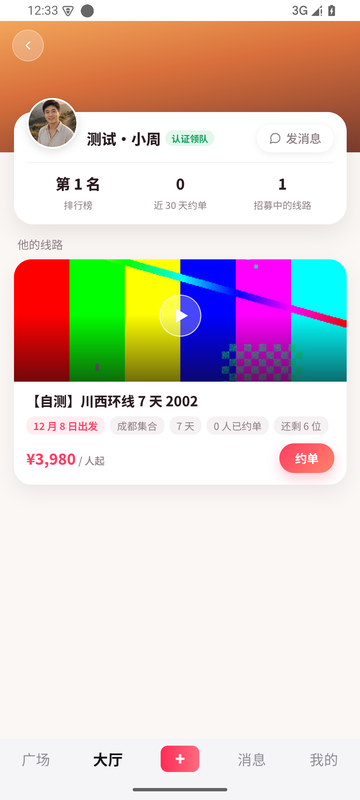 12:33
3G
测试·小周
认证领队
发消息
第 1 名
0
1
排行榜
近 30 天约单
招募中的线路
他的线路
【自测】川西环线 7 天 2002
12 月 8 日出发
成都集合
7 天
0 人已约单
还剩 6 位
¥3,980 / 人起
约单
广场
大厅
+
消息
我的